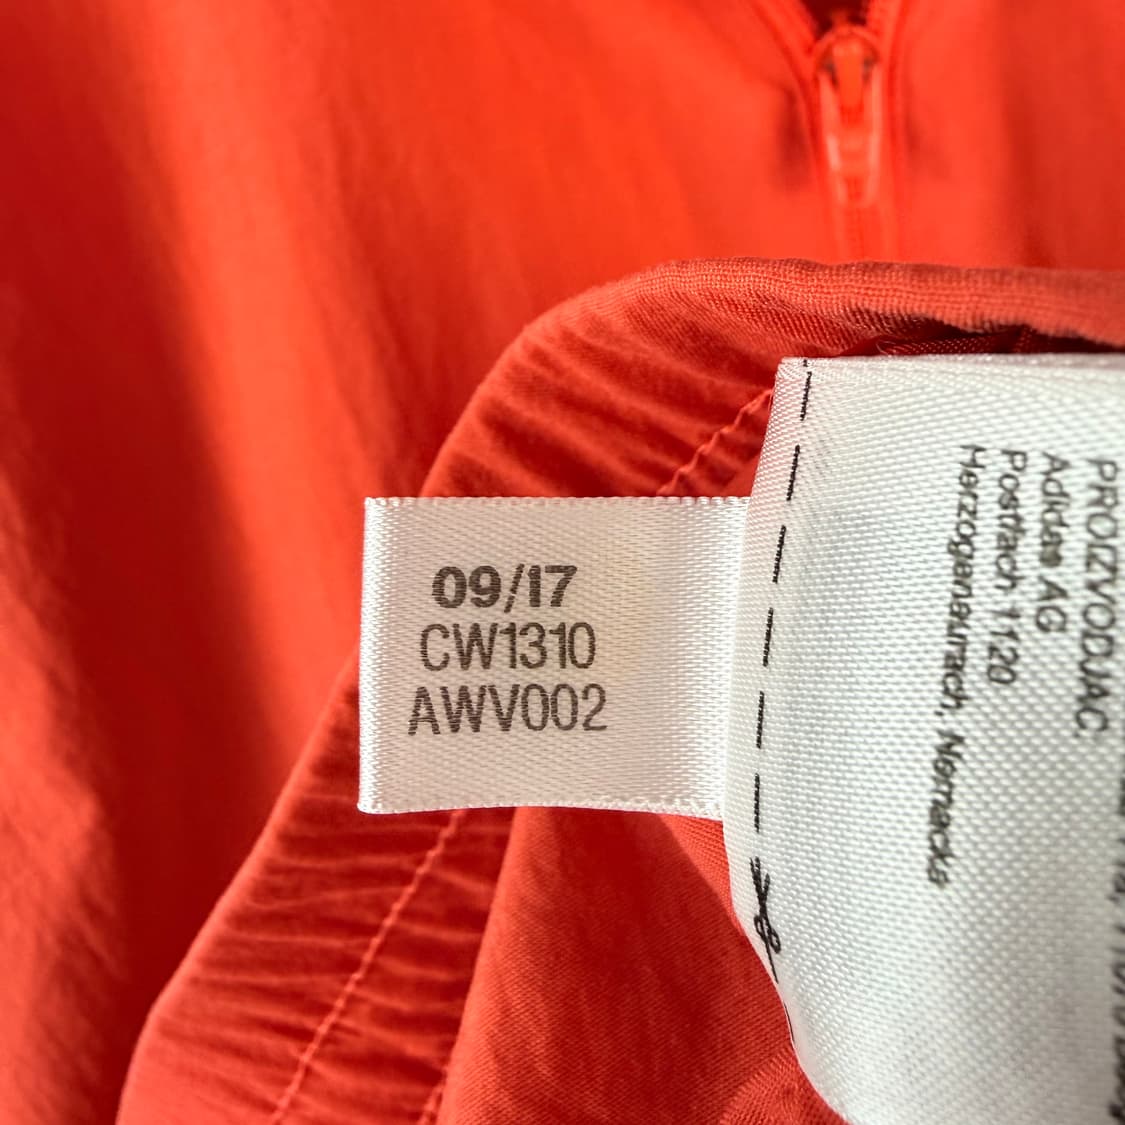 09/17
CW1310
AWV002
PROIZVODJAC
Adidas AG
Postfach 1120
Herzogenaurach, Nemacka